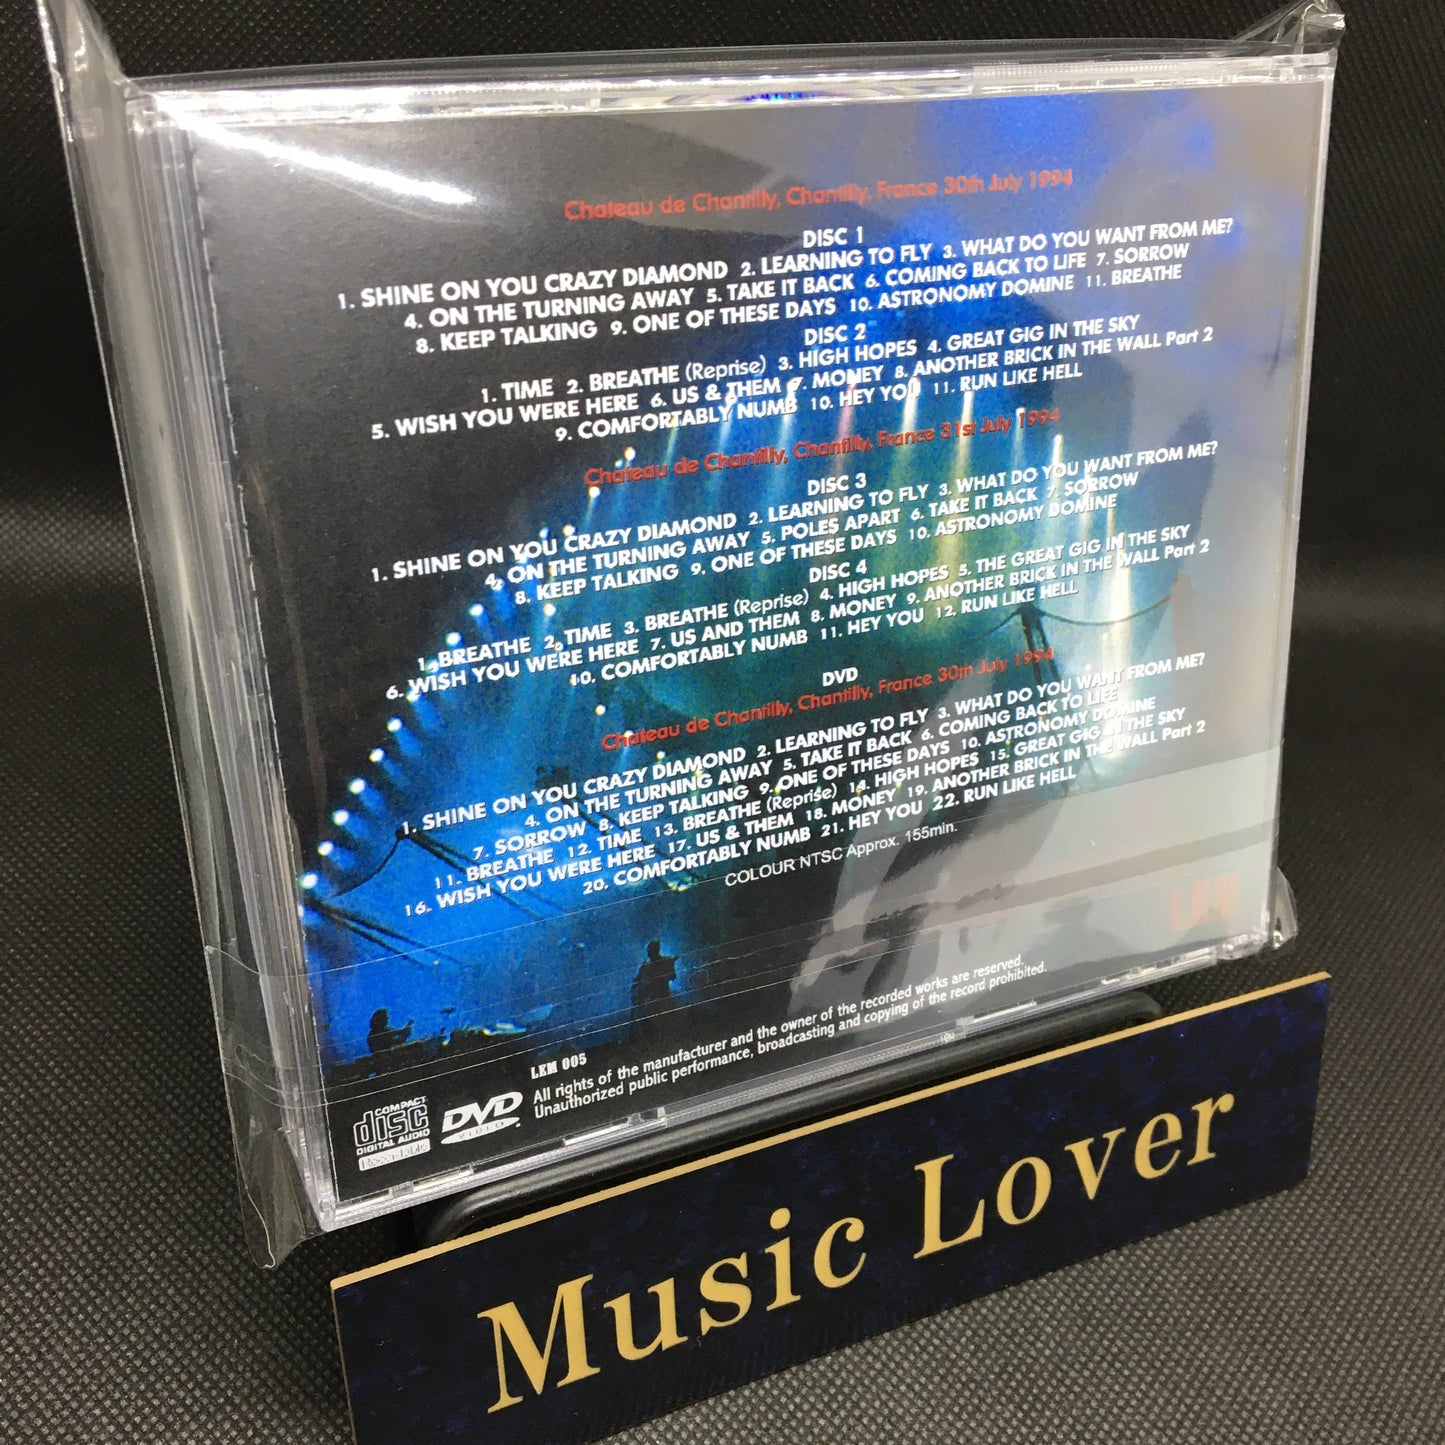 Chateau de Chantilly, Chantilly, France 30th July 1994
DISC 1
1. SHINE ON YOU CRAZY DIAMOND 2. LEARNING TO FLY 3. WHAT DO YOU WANT FROM ME?
4. ON THE TURNING AWAY 5. TAKE IT BACK 6. COMING BACK TO LIFE 7. SORROW
8. KEEP TALKING 9. ONE OF THESE DAYS 10. ASTRONOMY DOMINE 11. BREATHE
DISC 2
1. TIME 2. BREATHE (Reprise) 3. HIGH HOPES 4. GREAT GIG IN THE SKY
5. WISH YOU WERE HERE 6. US & THEM 7. MONEY 8. ANOTHER BRICK IN THE WALL Part 2
9. COMFORTABLY NUMB 10. HEY YOU 11. RUN LIKE HELL
Chateau de Chantilly, Chantilly, France 31st July 1994
DISC 3
1. SHINE ON YOU CRAZY DIAMOND 2. LEARNING TO FLY 3. WHAT DO YOU WANT FROM ME?
4. ON THE TURNING AWAY 5. POLES APART 6. TAKE IT BACK 7. SORROW
8. KEEP TALKING 9. ONE OF THESE DAYS 10. ASTRONOMY DOMINE
DISC 4
1. BREATHE 2. TIME 3. BREATHE (Reprise) 4. HIGH HOPES 5. THE GREAT GIG IN THE SKY
6. WISH YOU WERE HERE 7. US AND THEM 8. MONEY 9. ANOTHER BRICK IN THE WALL Part 2
10. COMFORTABLY NUMB 11. HEY YOU 12. RUN LIKE HELL
DVD
Chateau de Chantilly, Chantilly, France 30th July 1994
1. SHINE ON YOU CRAZY DIAMOND 2. LEARNING TO FLY 3. WHAT DO YOU WANT FROM ME?
4. ON THE TURNING AWAY 5. TAKE IT BACK 6. COMING BACK TO LIFE
7. SORROW 8. KEEP TALKING 9. ONE OF THESE DAYS 10. ASTRONOMY DOMINE
11. BREATHE 12. TIME 13. BREATHE (Reprise) 14. HIGH HOPES 15. GREAT GIG IN THE SKY
16. WISH YOU WERE HERE 17. US & THEM 18. MONEY 19. ANOTHER BRICK IN THE WALL Part 2
20. COMFORTABLY NUMB 21. HEY YOU 22. RUN LIKE HELL
COLOUR NTSC Approx. 155min.
LEM
LEM 005
All rights of the manufacturer and the owner of the recorded works are reserved.
Unauthorized public performance, broadcasting and copying of the record prohibited.
COMPACT
disc
DIGITAL AUDIO
Recordable
DVD
VIDEO
Music Lover